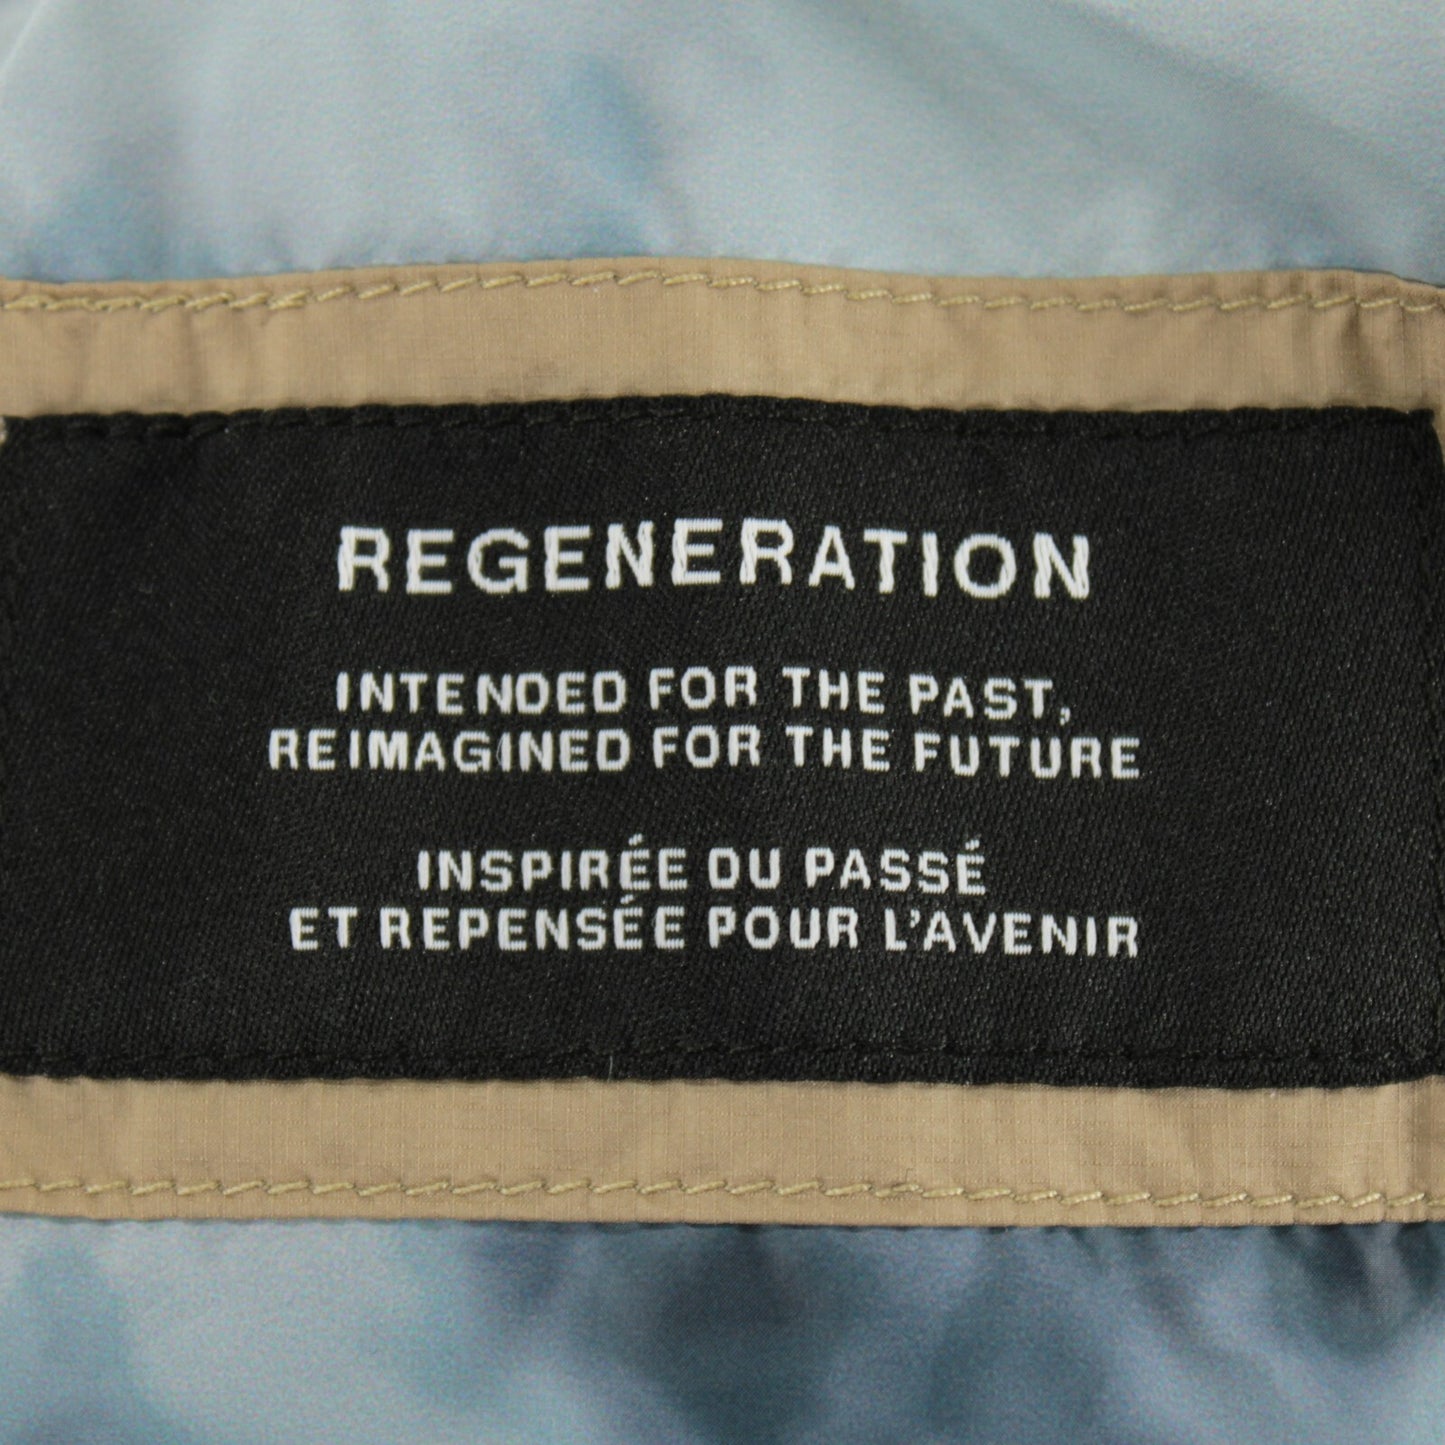 REGENERATION
INTENDED FOR THE PAST,
REIMAGINED FOR THE FUTURE
INSPIRÉE DU PASSÉ
ET REPENSÉE POUR L'AVENIR